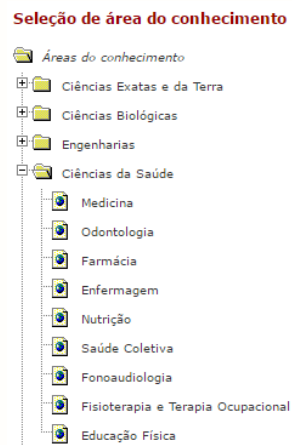 Seleção de área do conhecimento
Áreas do conhecimento
Ciências Exatas e da Terra
Ciências Biológicas
Engenharias
Ciências da Saúde
Medicina
Odontologia
Farmácia
Enfermagem
Nutrição
Saúde Coletiva
Fonoaudiologia
Fisioterapia e Terapia Ocupacional
Educação Física